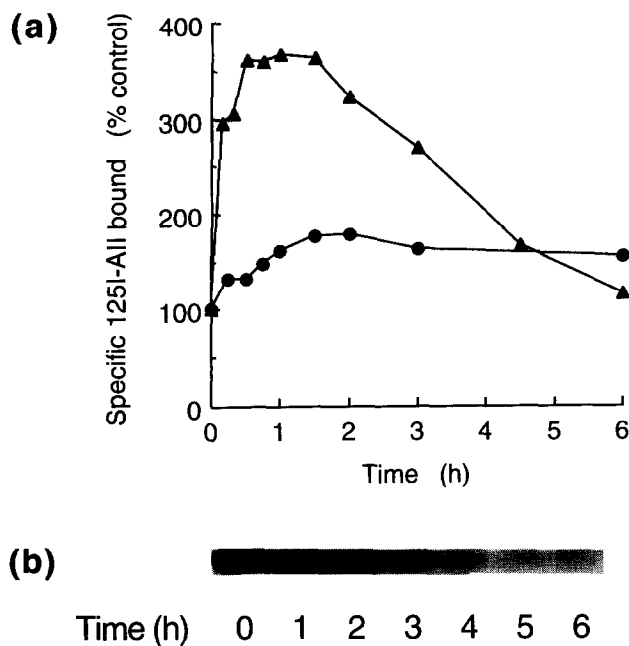 (a)
Specific 125I-AII bound (% control)
400
300
200
100
0
0 1 2 3 4 5 6
Time (h)
(b)
Time (h) 0 1 2 3 4 5 6